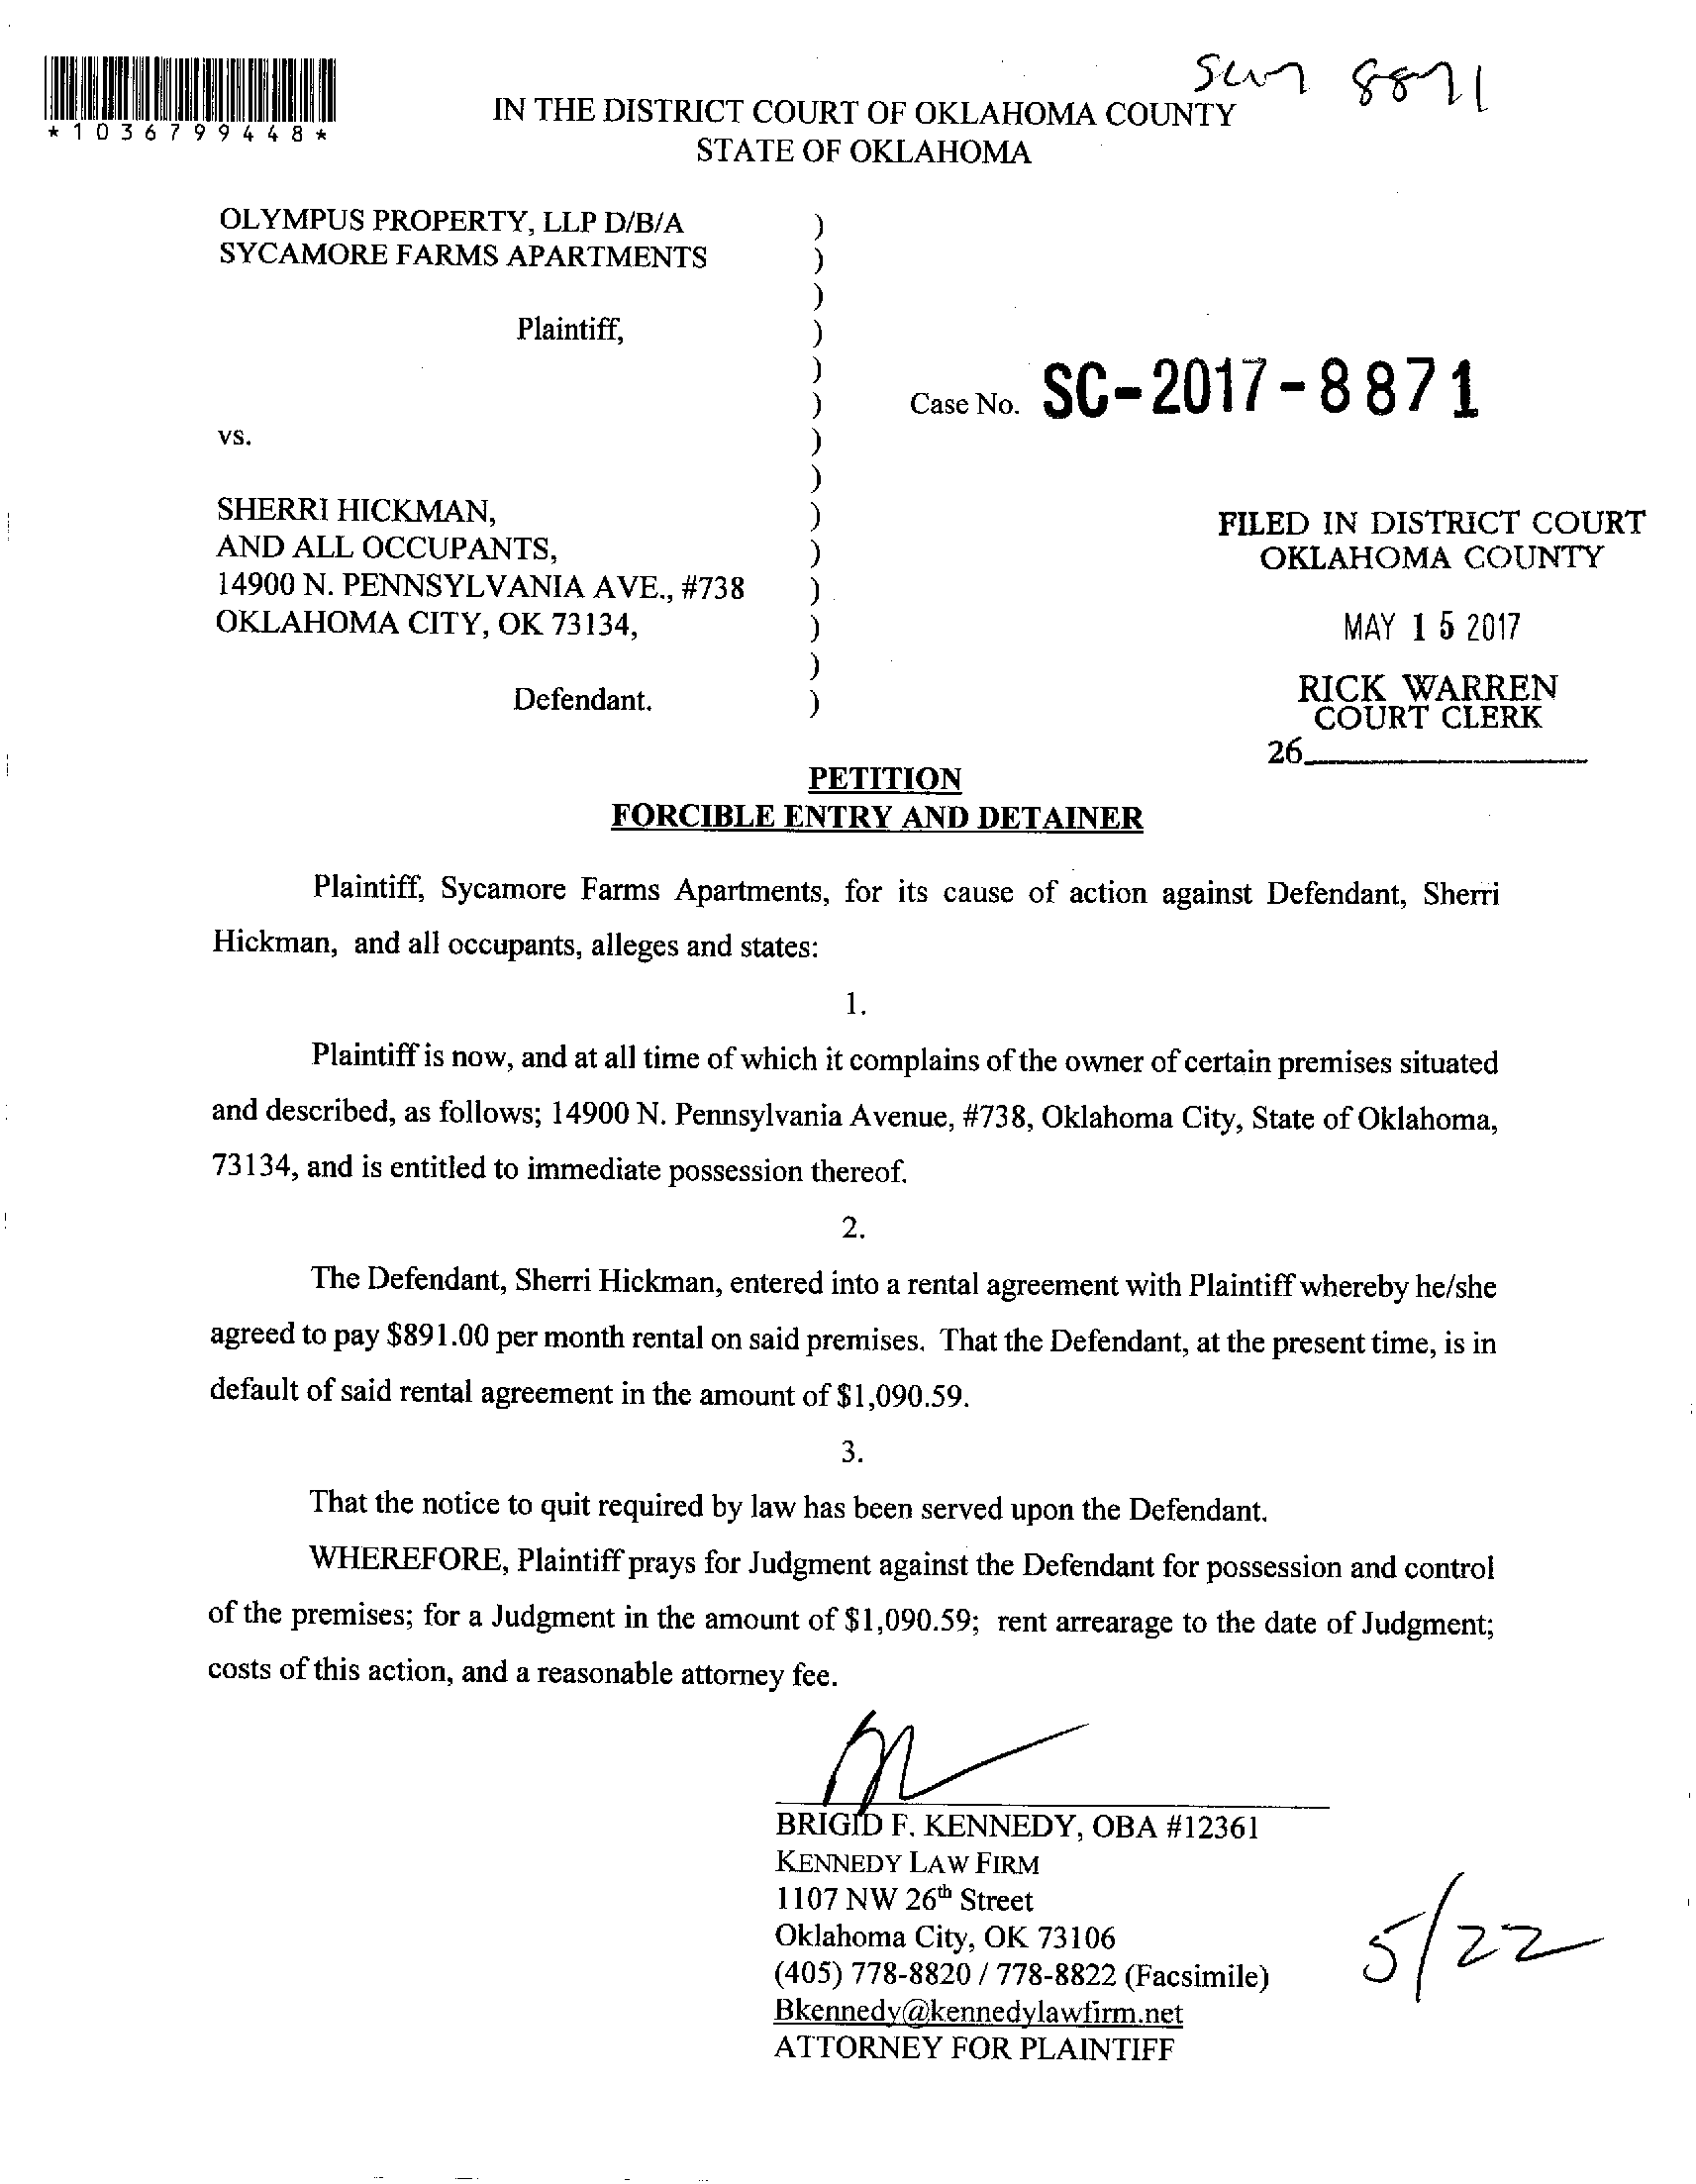 *1036799448*
SC17 8871
IN THE DISTRICT COURT OF OKLAHOMA COUNTY
STATE OF OKLAHOMA
OLYMPUS PROPERTY, LLP D/B/A )
SYCAMORE FARMS APARTMENTS )
)
Plaintiff, )
)
) Case No. SC-2017-8871
vs. )
)
SHERRI HICKMAN, )
AND ALL OCCUPANTS, )
14900 N. PENNSYLVANIA AVE., #738 )
OKLAHOMA CITY, OK 73134, )
)
Defendant. )
FILED IN DISTRICT COURT
OKLAHOMA COUNTY
MAY 15 2017
RICK WARREN
COURT CLERK
26
PETITION
FORCIBLE ENTRY AND DETAINER
Plaintiff, Sycamore Farms Apartments, for its cause of action against Defendant, Sherri
Hickman, and all occupants, alleges and states:
1.
Plaintiff is now, and at all time of which it complains of the owner of certain premises situated
and described, as follows; 14900 N. Pennsylvania Avenue, #738, Oklahoma City, State of Oklahoma,
73134, and is entitled to immediate possession thereof.
2.
The Defendant, Sherri Hickman, entered into a rental agreement with Plaintiff whereby he/she
agreed to pay $891.00 per month rental on said premises. That the Defendant, at the present time, is in
default of said rental agreement in the amount of $1,090.59.
3.
That the notice to quit required by law has been served upon the Defendant.
WHEREFORE, Plaintiff prays for Judgment against the Defendant for possession and control
of the premises; for a Judgment in the amount of $1,090.59; rent arrearage to the date of Judgment;
costs of this action, and a reasonable attorney fee.
BRIGID F. KENNEDY, OBA #12361
KENNEDY LAW FIRM
1107 NW 26th Street
Oklahoma City, OK 73106
(405) 778-8820 / 778-8822 (Facsimile)
Bkennedy@kennedylawfirm.net
ATTORNEY FOR PLAINTIFF
5/22